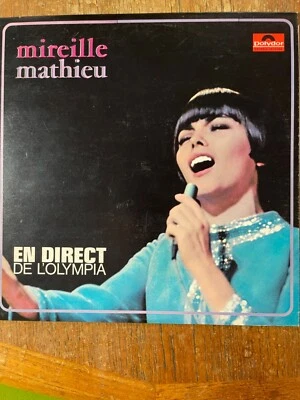 mireille
mathieu
Polydor
EN DIRECT
DE L'OLYMPIA